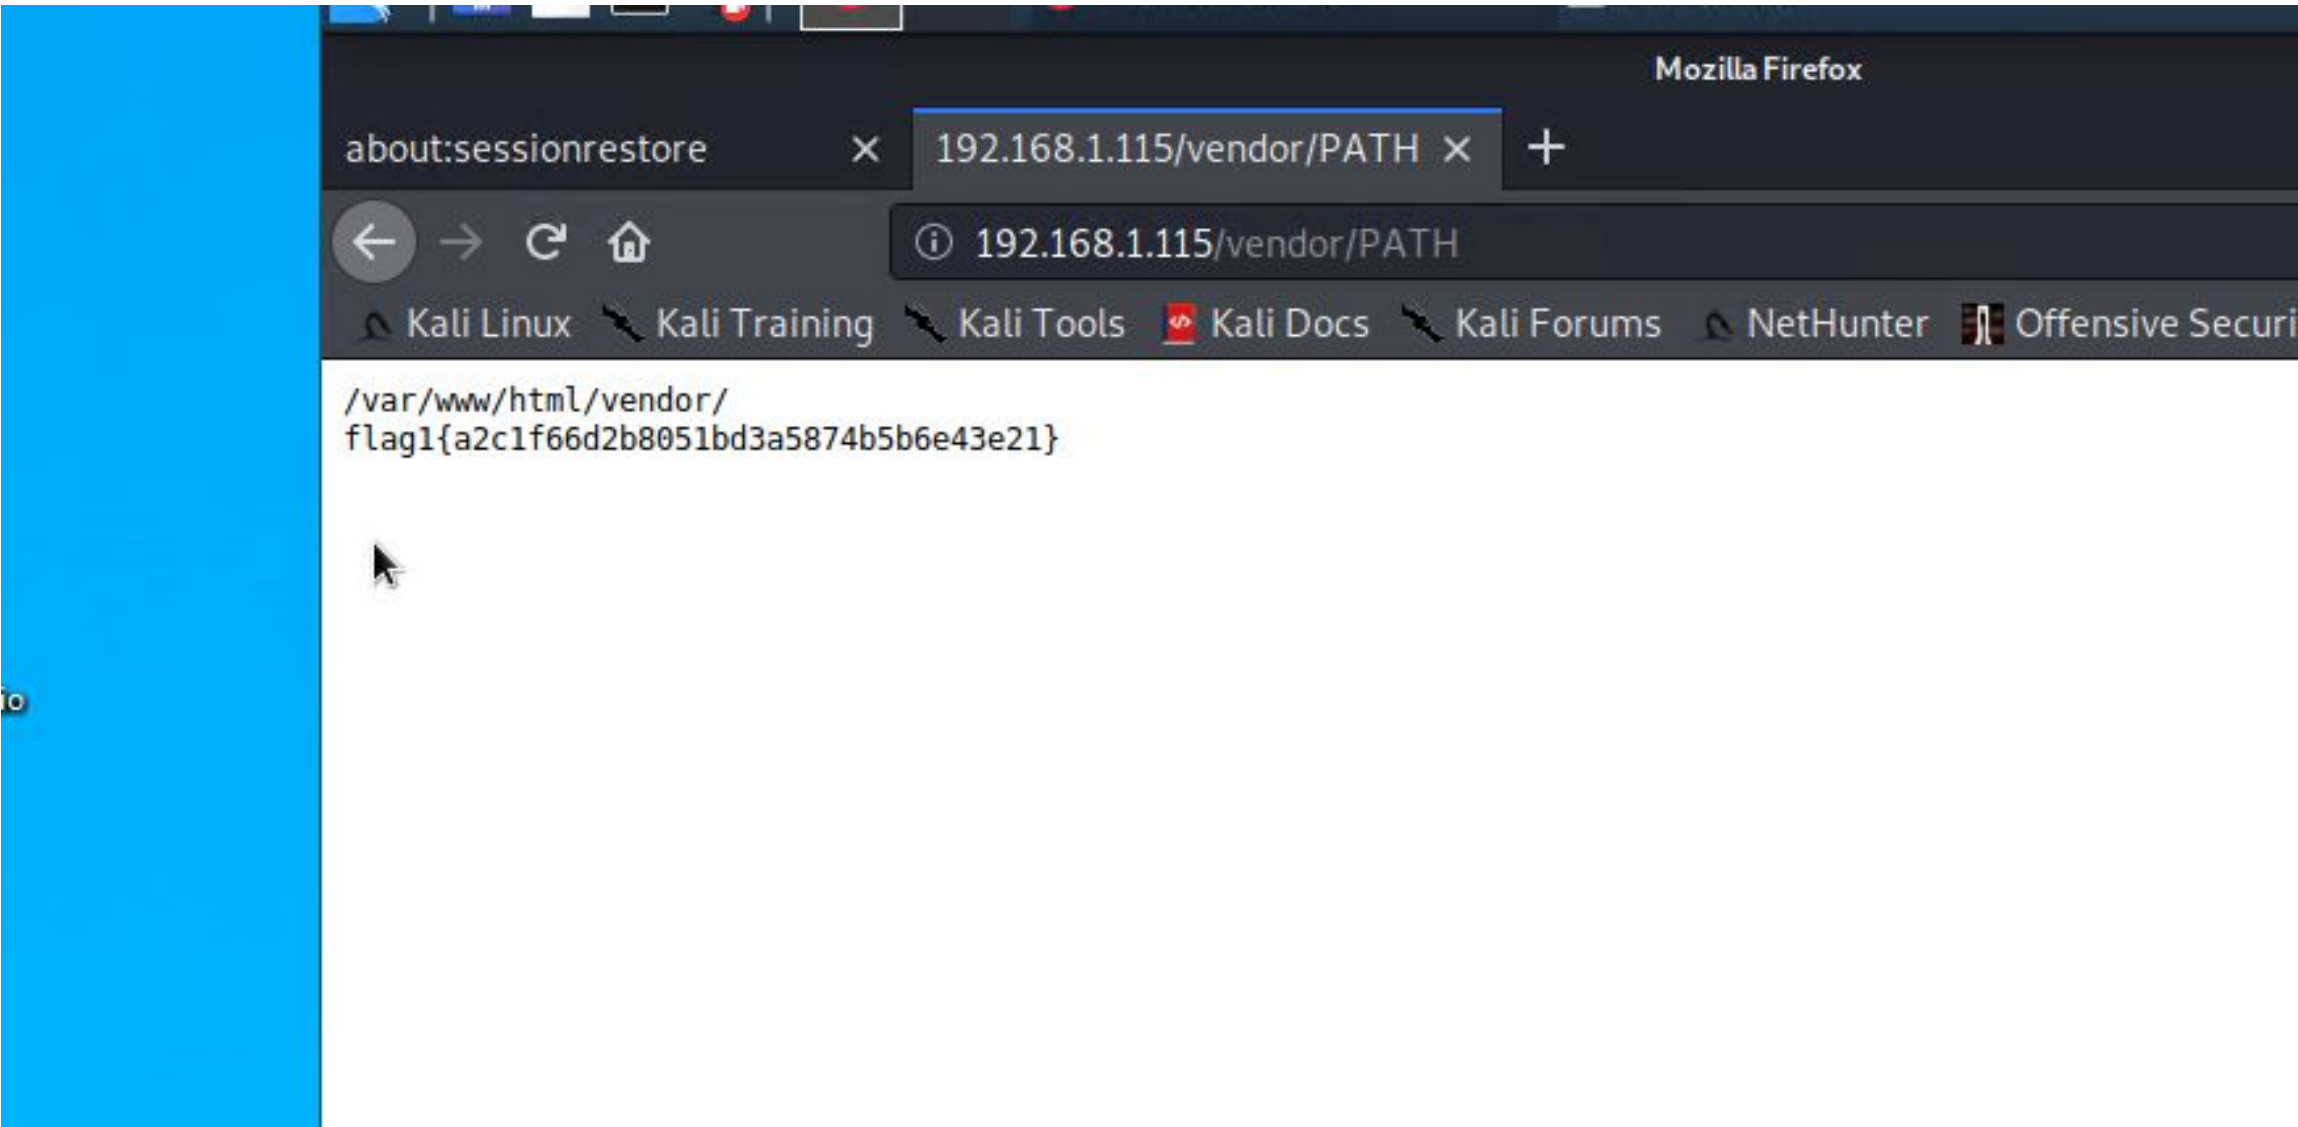 Mozilla Firefox
about:sessionrestore
192.168.1.115/vendor/PATH
192.168.1.115/vendor/PATH
Kali Linux Kali Training Kali Tools Kali Docs Kali Forums NetHunter Offensive Securi
/var/www/html/vendor/
flag1{a2c1f66d2b8051bd3a5874b5b6e43e21}
io